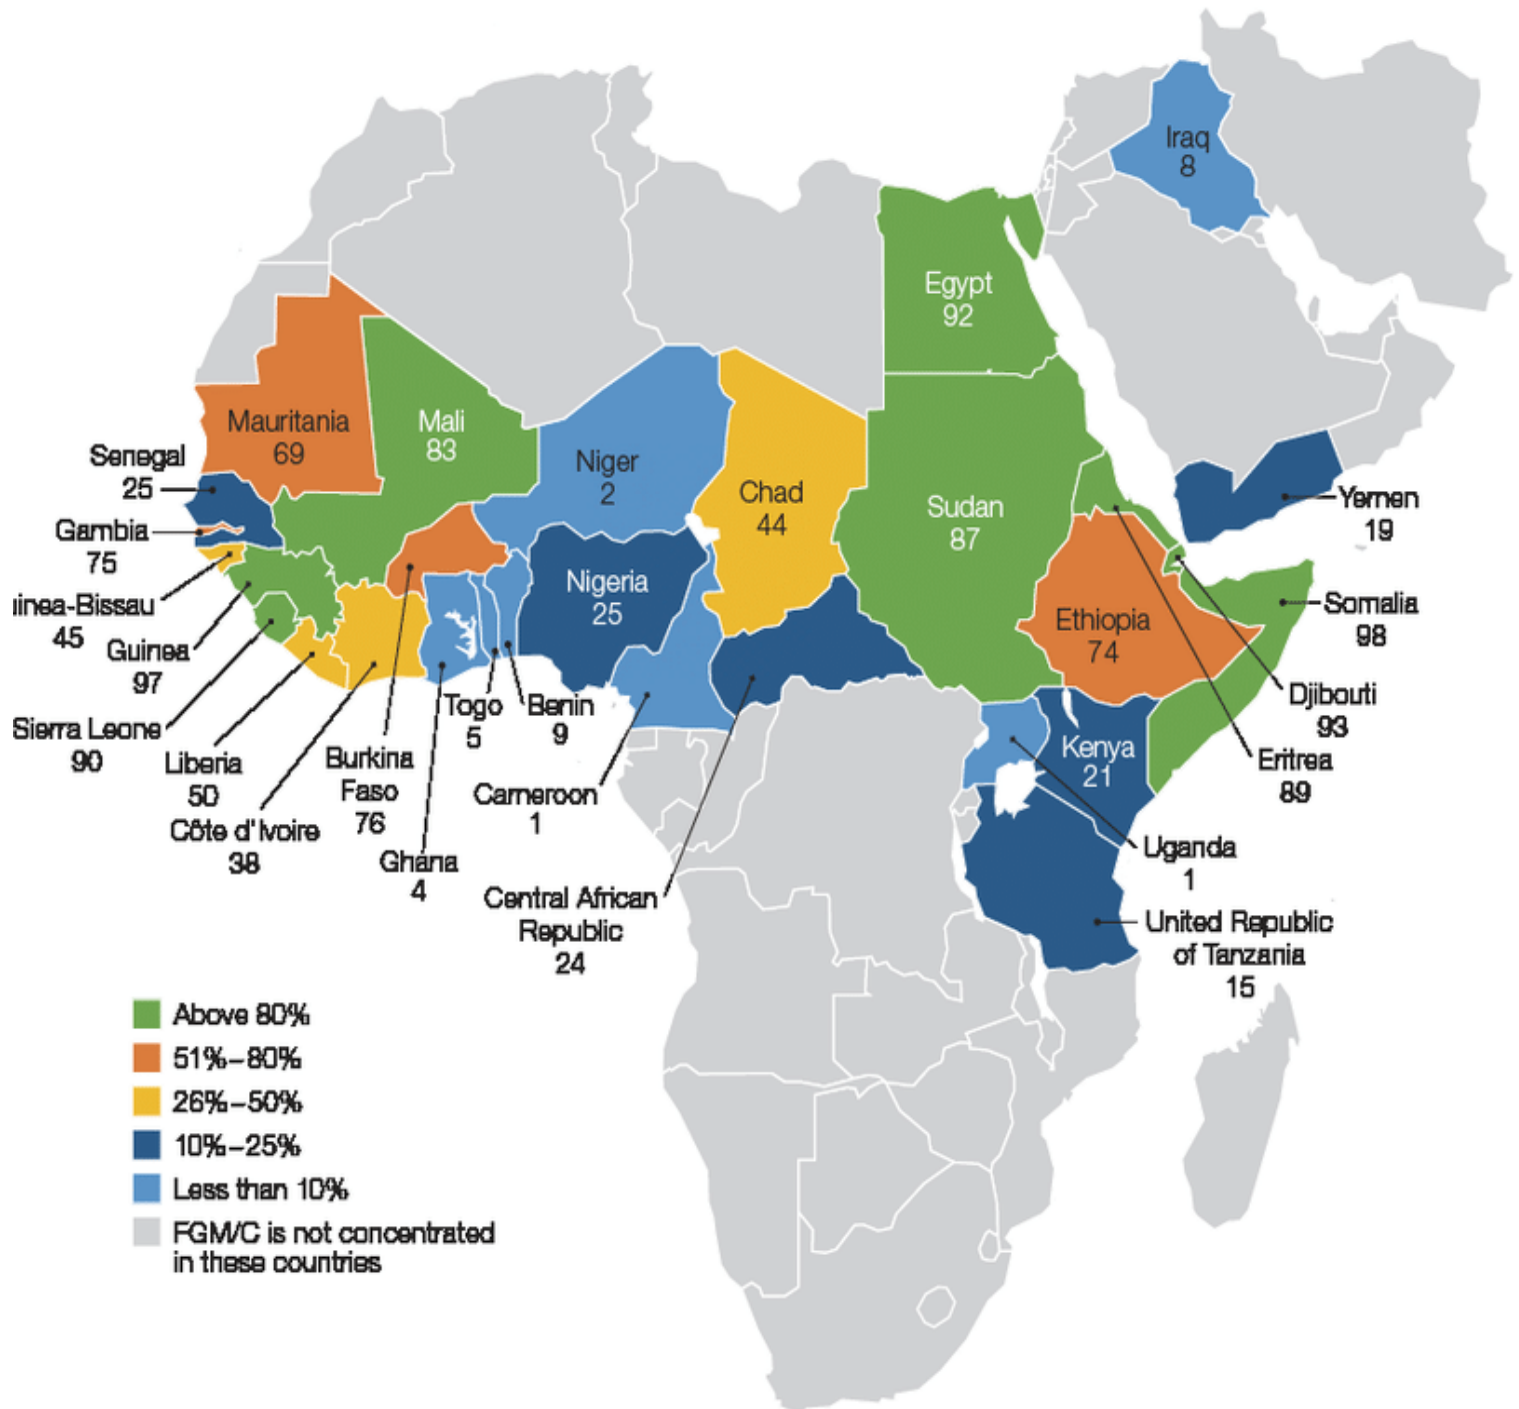 Iraq
8
Egypt
92
Mauritania
69
Mali
83
Niger
2
Chad
44
Sudan
87
Senegal
25
Yemen
19
Gambia
75
Nigeria
25
inea-Bissau
45
Somalia
98
Ethiopia
74
Guinea
97
Djibouti
93
Sierra Leone
90
Togo
5
Benin
9
Kenya
21
Eritrea
89
Liberia
50
Burkina
Faso
76
Cameroon
1
Côte d'Ivoire
38
Ghana
4
Uganda
1
Central African
Republic
24
United Republic
of Tanzania
15
Above 80%
51%–80%
26%–50%
10%–25%
Less than 10%
FGM/C is not concentrated
in these countries